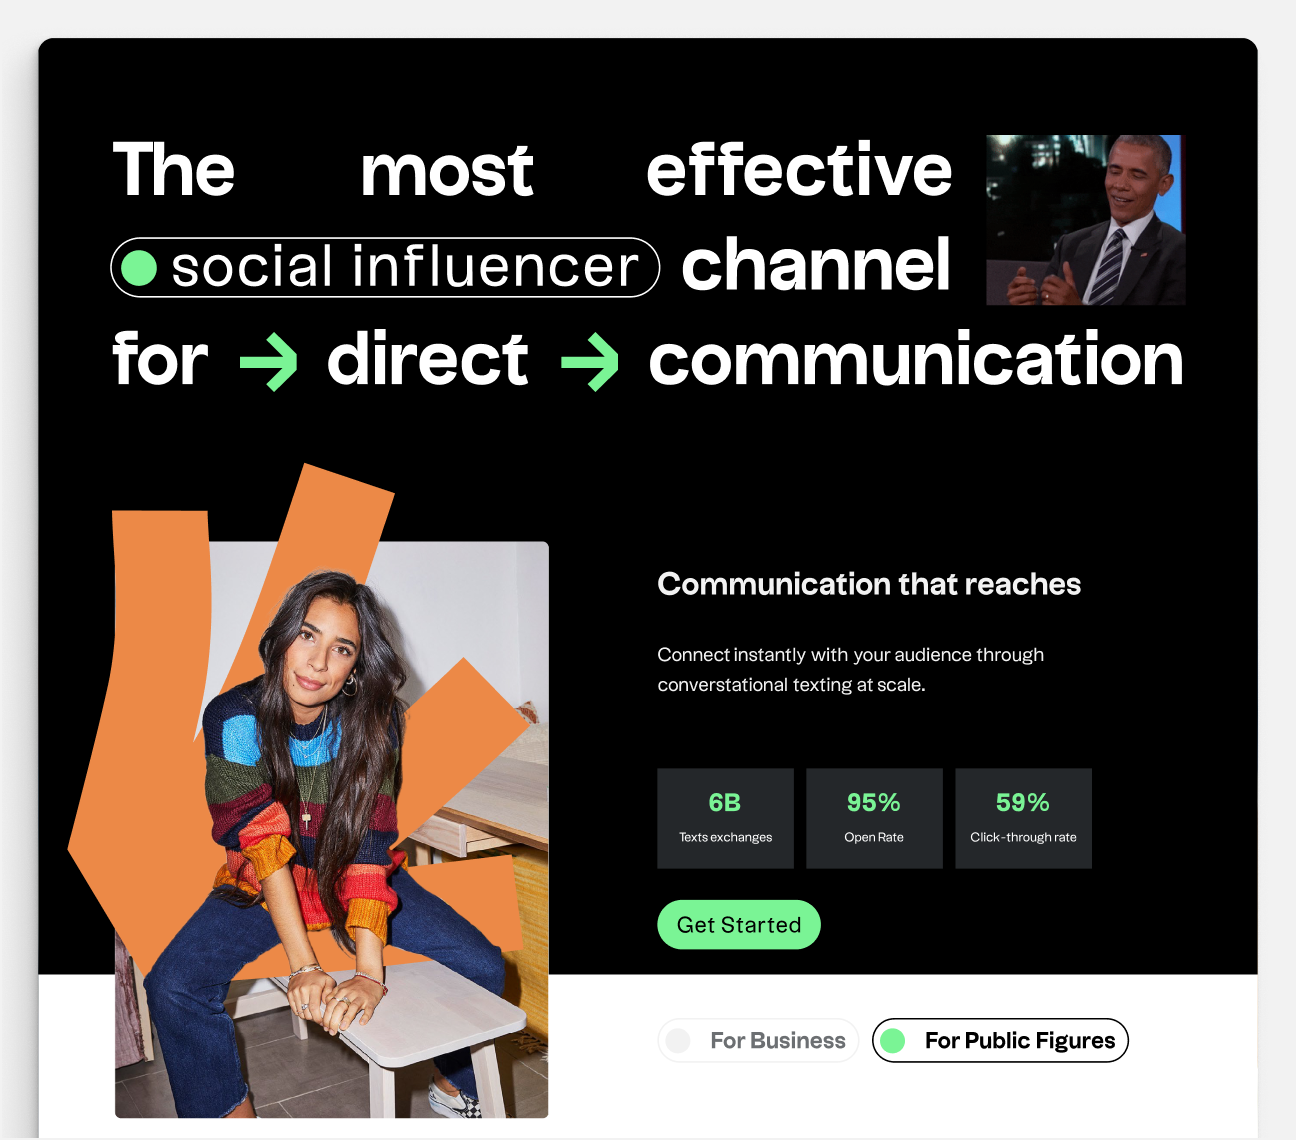 The most effective
social influencer channel
for → direct → communication
Communication that reaches
Connect instantly with your audience through
converstational texting at scale.
6B
Texts exchanges
95%
Open Rate
59%
Click-through rate
Get Started
For Business
For Public Figures